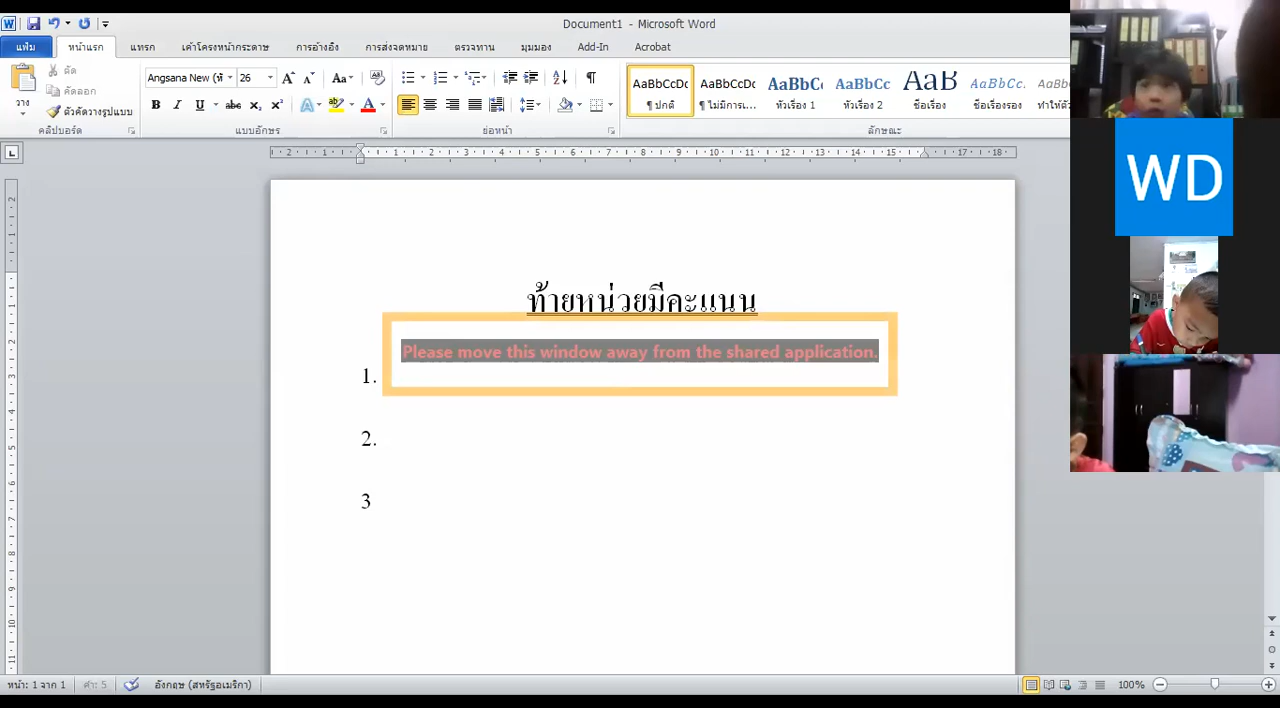 Document1 - Microsoft Word
แฟ้ม หน้าแรก แทรก เค้าโครงหน้ากระดาษ การอ้างอิง การส่งจดหมาย ตรวจทาน มุมมอง Add-In Acrobat
วาง
ตัด
คัดลอก
ตัวคัดวางรูปแบบ
คลิปบอร์ด
Angsana New (หั 26
แบบอักษร
ย่อหน้า
AaBbCcDc AaBbCcDc AaBbCc AaBbCc AaB AaBbCc. AaBbCc
¶ ปกติ ¶ ไม่มีการเ... หัวเรื่อง 1 หัวเรื่อง 2 ชื่อเรื่อง ชื่อเรื่องรอง
ลักษณะ
ท้ายหน่วยมีคะแนน
Please move this window away from the shared application.
1.
2.
3
WD
หน้า: 1 จาก 1 คำ: 5 อังกฤษ (สหรัฐอเมริกา) 100%